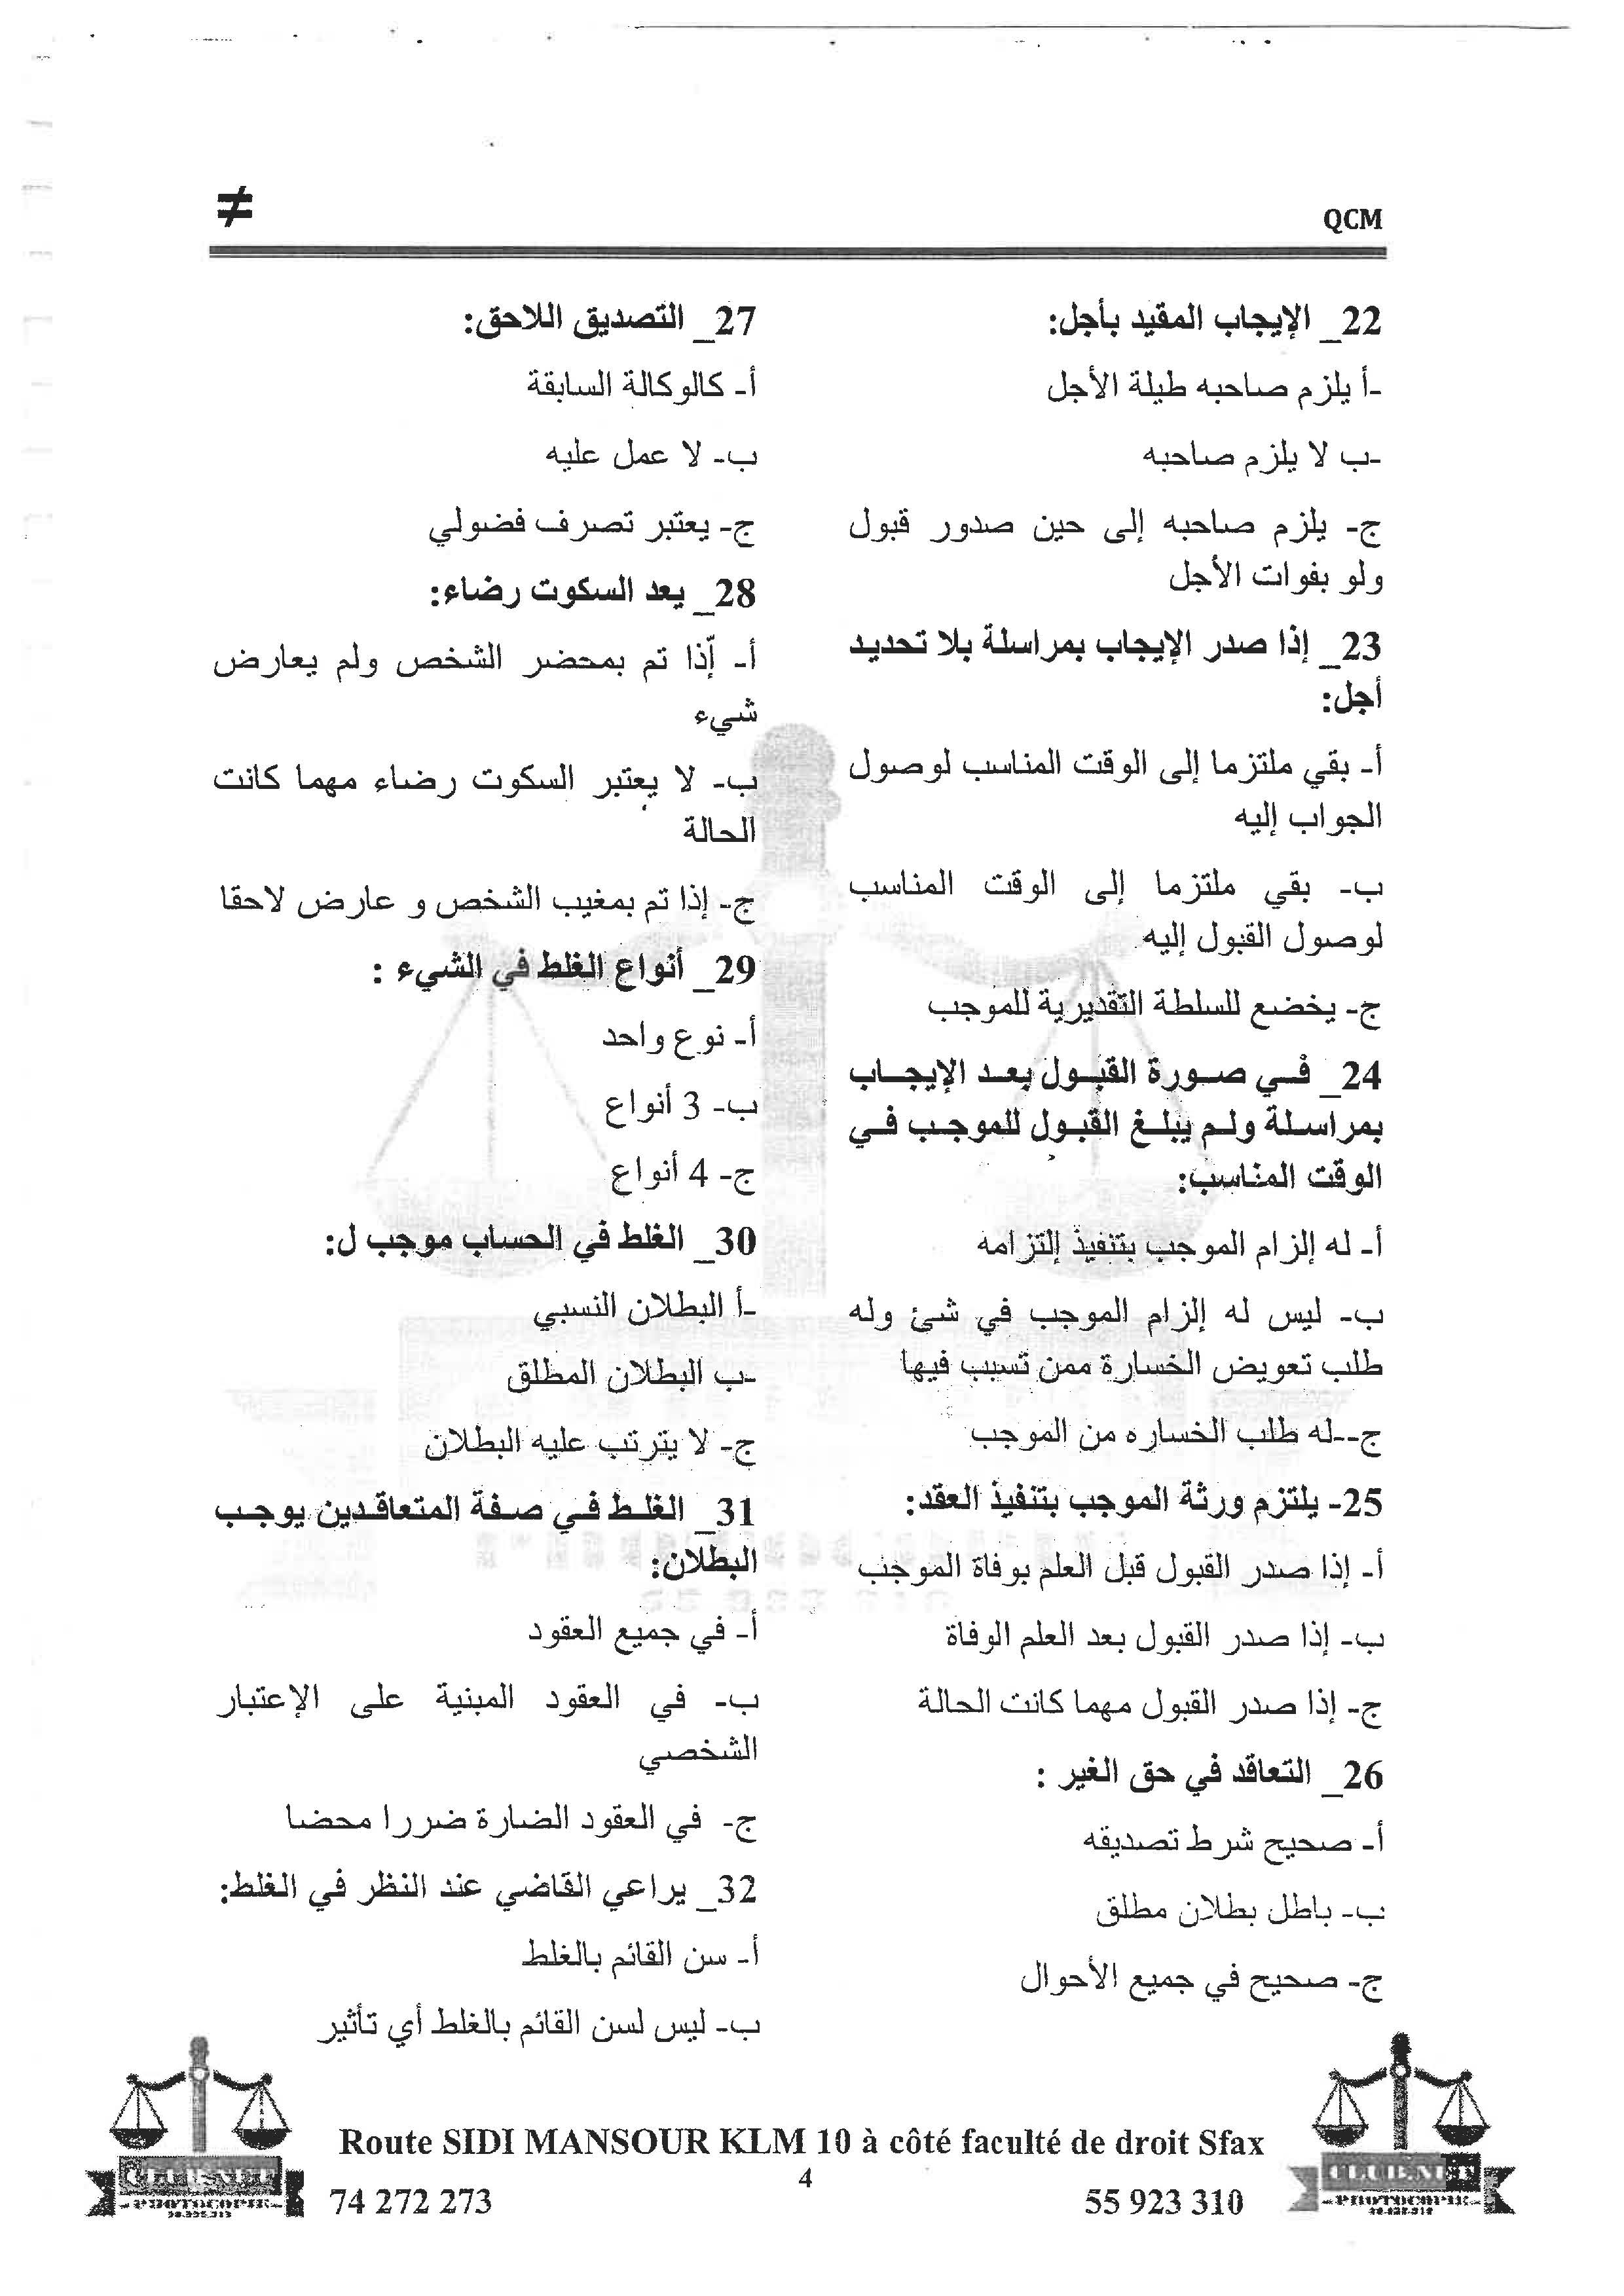 QCM
≠
22_ الإيجاب المقيد بأجل:
-أ يلزم صاحبه طيلة الأجل
-ب لا يلزم صاحبه
ج- يلزم صاحبه إلى حين صدور قبول
ولو بفوات الأجل
23_ إذا صدر الإيجاب بمراسلة بلا تحديد
أجل:
أ- بقي ملتزما إلى الوقت المناسب لوصول
الجواب إليه
ب- بقي ملتزما إلى الوقت المناسب
لوصول القبول إليه
ج- يخضع للسلطة التقديرية للموجب
24_ في صورة القبول بعد الإيجاب
بمراسلة ولم يبلغ القبول للموجب في
الوقت المناسب:
أ- له إلزام الموجب بتنفيذ إلتزامه
ب- ليس له إلزام الموجب في شئ وله
طلب تعويض الخسارة ممن تسبب فيها
ج--له طلب الخساره من الموجب
25- يلتزم ورثة الموجب بتنفيذ العقد:
أ- إذا صدر القبول قبل العلم بوفاة الموجب
ب- إذا صدر القبول بعد العلم الوفاة
ج- إذا صدر القبول مهما كانت الحالة
26_ التعاقد في حق الغير :
أ- صحيح شرط تصديقه
ب- باطل بطلان مطلق
ج- صحيح في جميع الأحوال
27_ التصديق اللاحق:
أ- كالوكالة السابقة
ب- لا عمل عليه
ج- يعتبر تصرف فضولي
28_ يعد السكوت رضاء:
أ- إّذا تم بمحضر الشخص ولم يعارض
شيء
ب- لا يعتبر السكوت رضاء مهما كانت
الحالة
ج- إذا تم بمغيب الشخص و عارض لاحقا
29_ أنواع الغلط في الشيء :
أ- نوع واحد
ب- 3 أنواع
ج- 4 أنواع
30_ الغلط في الحساب موجب ل:
-أ البطلان النسبي
-ب البطلان المطلق
ج- لا يترتب عليه البطلان
31_ الغلط في صفة المتعاقدين يوجب
البطلان:
أ- في جميع العقود
ب- في العقود المبنية على الإعتبار
الشخصي
ج- في العقود الضارة ضررا محضا
32_ يراعي القاضي عند النظر في الغلط:
أ- سن القائم بالغلط
ب- ليس لسن القائم بالغلط أي تأثير
Route SIDI MANSOUR KLM 10 à côté faculté de droit Sfax
4
74 272 273
55 923 310
CLUB.NET
PHOTOCOPIE
CLUB.NET
PHOTOCOPIE